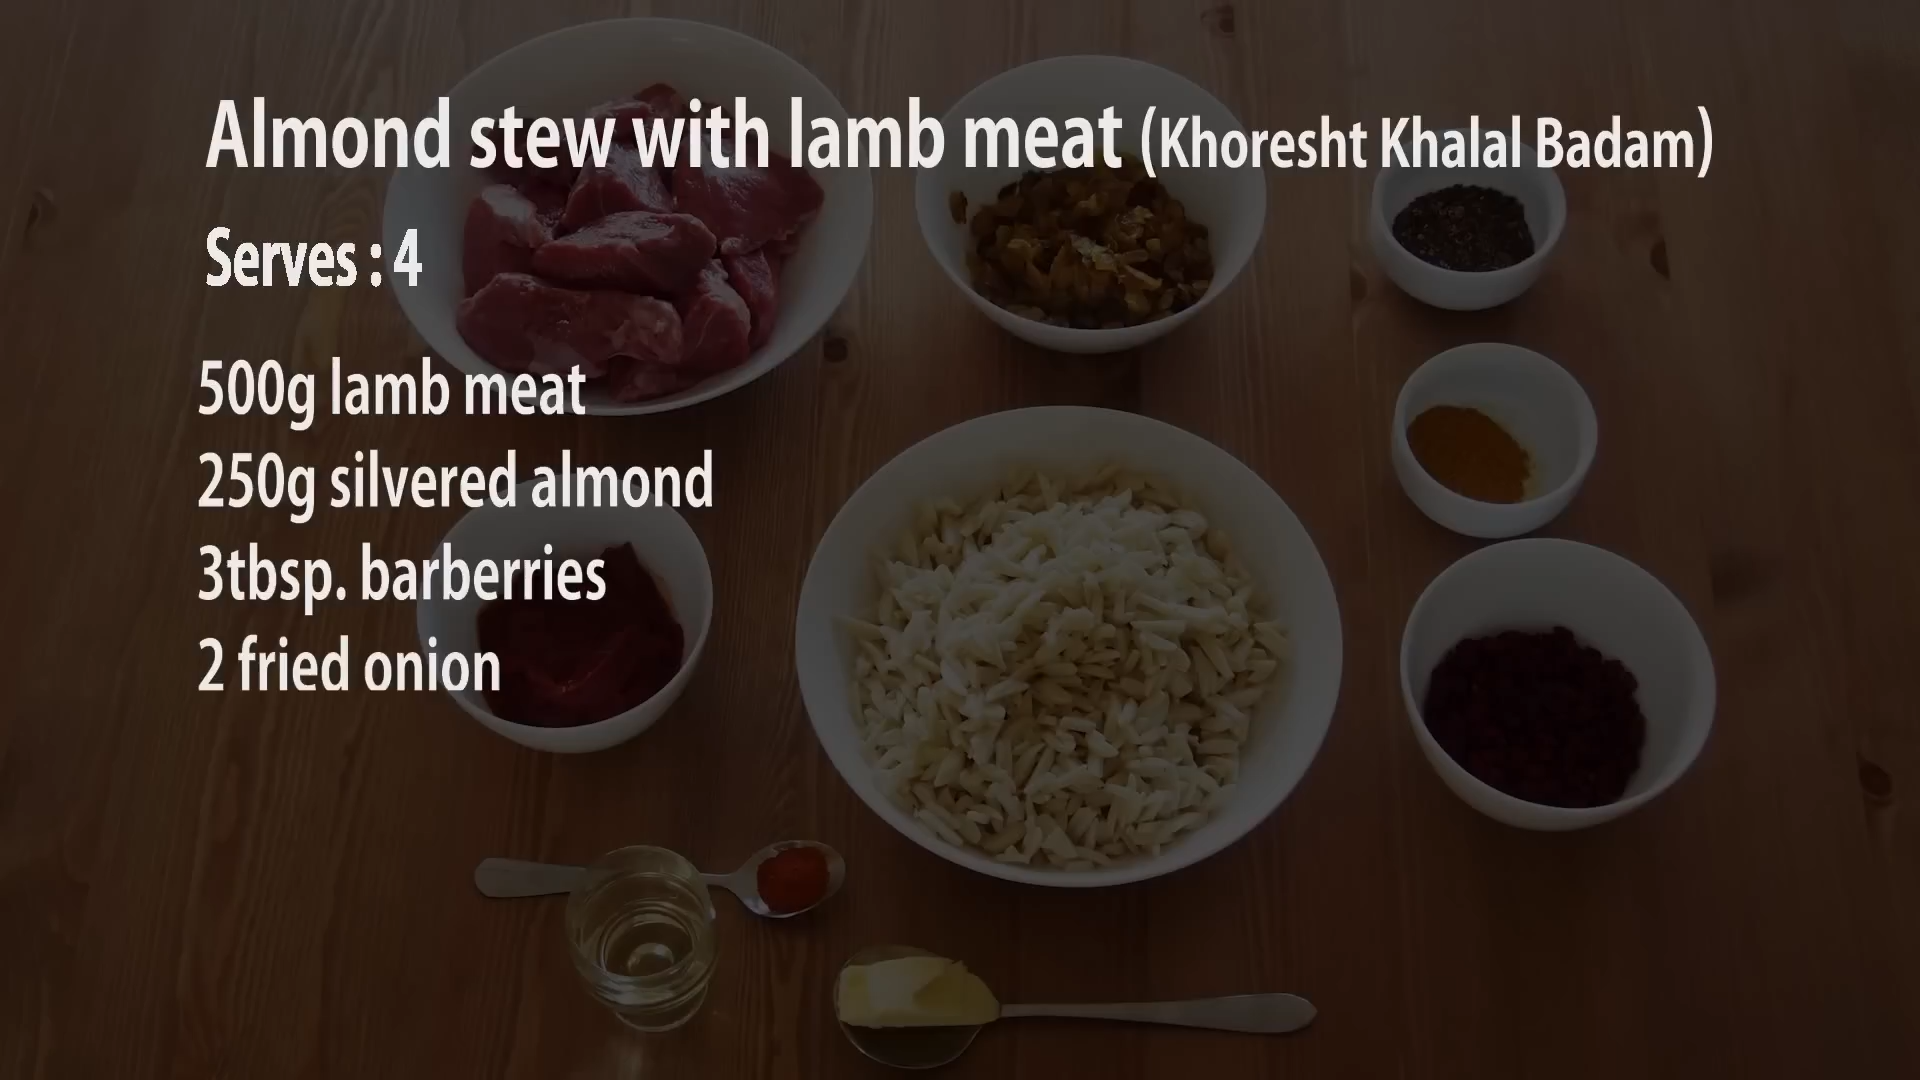 Almond stew with lamb meat (Khoresht Khalal Badam)
Serves : 4
500g lamb meat
250g silvered almond
3tbsp. barberries
2 fried onion